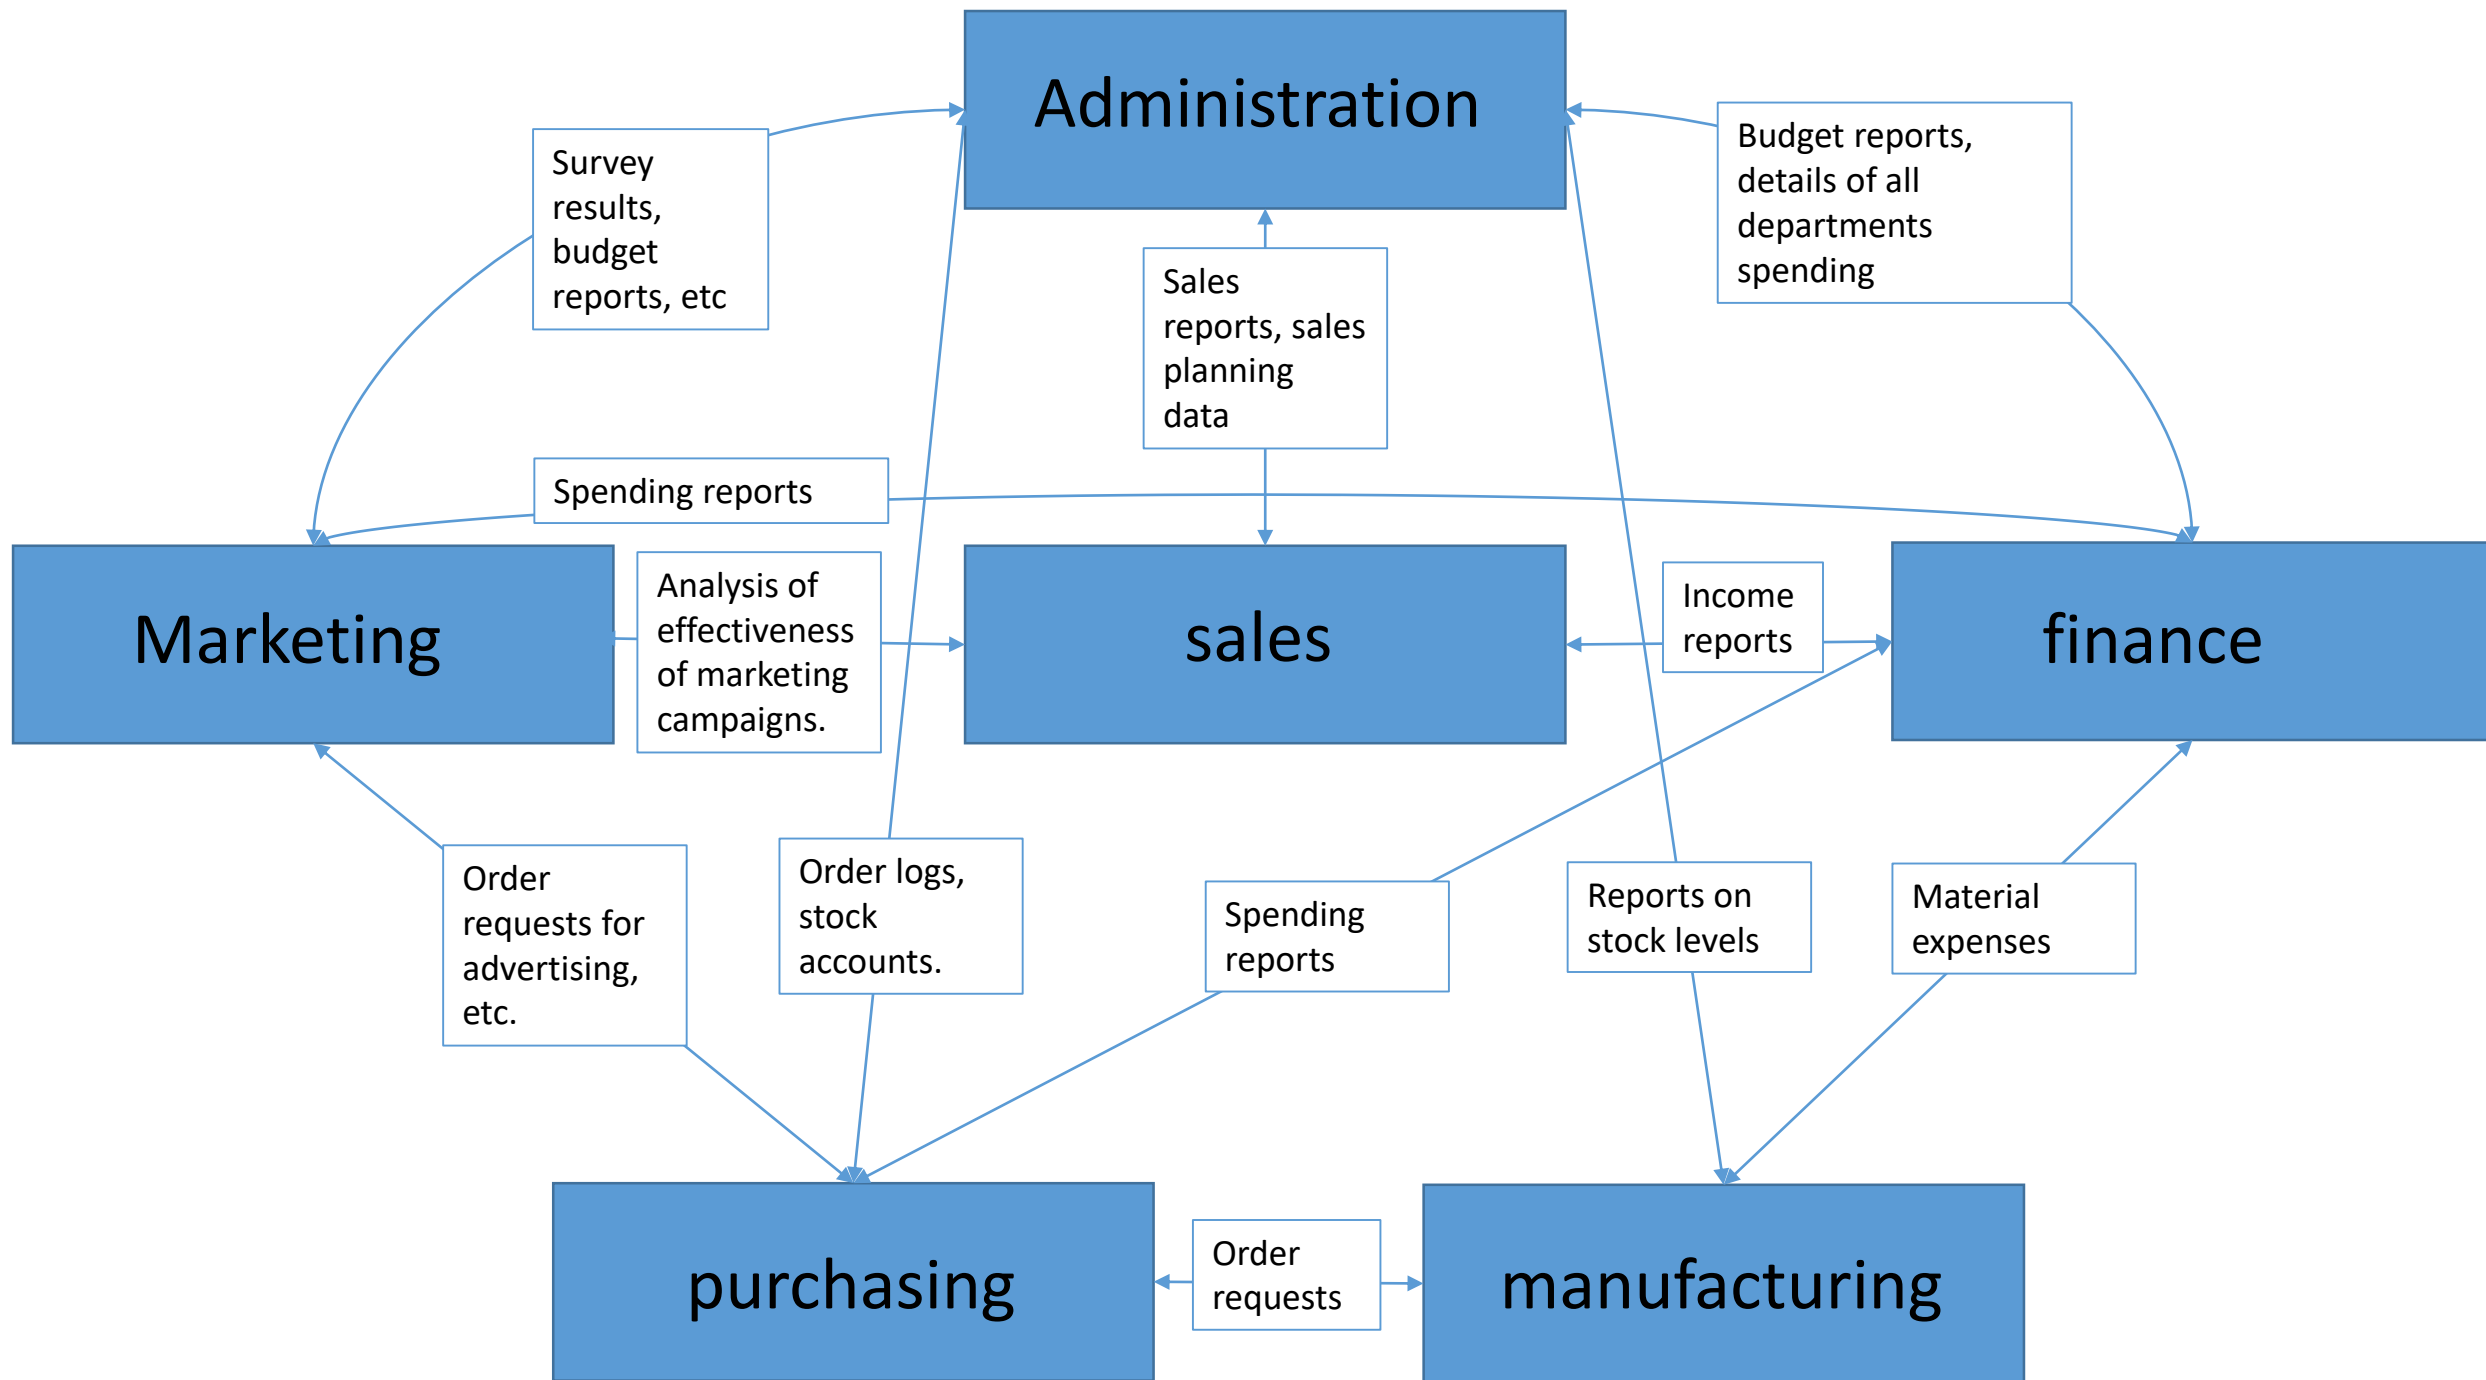 Administration
Survey
results,
budget
reports, etc
Budget reports,
details of all
departments
spending
Sales
reports, sales
planning
data
Spending reports
Marketing
Analysis of
effectiveness
of marketing
campaigns.
sales
Income
reports
finance
Order
requests for
advertising,
etc.
Order logs,
stock
accounts.
Spending
reports
Reports on
stock levels
Material
expenses
purchasing
Order
requests
manufacturing